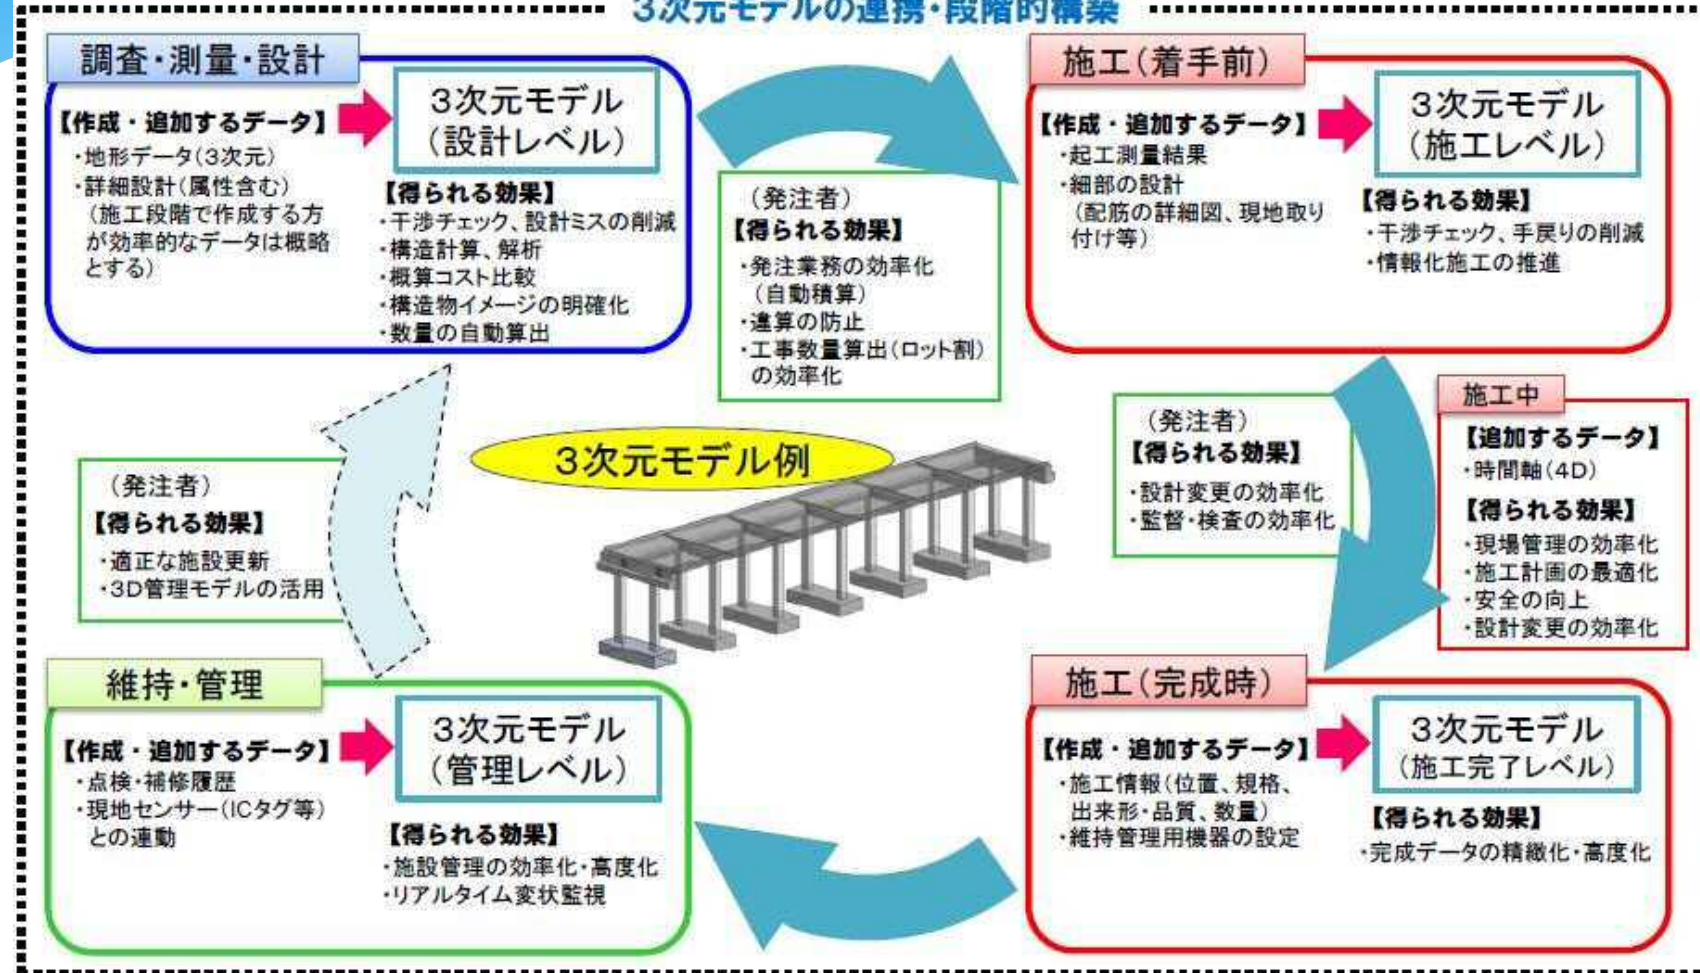 3次元モデルの連携・段階的構築
調査・測量・設計
【作成・追加するデータ】
・地形データ(3次元)
・詳細設計(属性含む)
(施工段階で作成する方
が効率的なデータは概略
とする)
3次元モデル
(設計レベル)
【得られる効果】
・干渉チェック、設計ミスの削減
・構造計算、解析
・概算コスト比較
・構造物イメージの明確化
・数量の自動算出
(発注者)
【得られる効果】
・発注業務の効率化
(自動積算)
・違算の防止
・工事数量算出(ロット割)
の効率化
施工(着手前)
【作成・追加するデータ】
・起工測量結果
・細部の設計
(配筋の詳細図、現地取り
付け等)
3次元モデル
(施工レベル)
【得られる効果】
・干渉チェック、手戻りの削減
・情報化施工の推進
(発注者)
【得られる効果】
・設計変更の効率化
・監督・検査の効率化
施工中
【追加するデータ】
・時間軸(4D)
【得られる効果】
・現場管理の効率化
・施工計画の最適化
・安全の向上
・設計変更の効率化
3次元モデル例
(発注者)
【得られる効果】
・適正な施設更新
・3D管理モデルの活用
施工(完成時)
【作成・追加するデータ】
・施工情報(位置、規格、
出来形・品質、数量)
・維持管理用機器の設定
3次元モデル
(施工完了レベル)
【得られる効果】
・完成データの精緻化・高度化
維持・管理
【作成・追加するデータ】
・点検・補修履歴
・現地センサー(ICタグ等)
との連動
3次元モデル
(管理レベル)
【得られる効果】
・施設管理の効率化・高度化
・リアルタイム変状監視